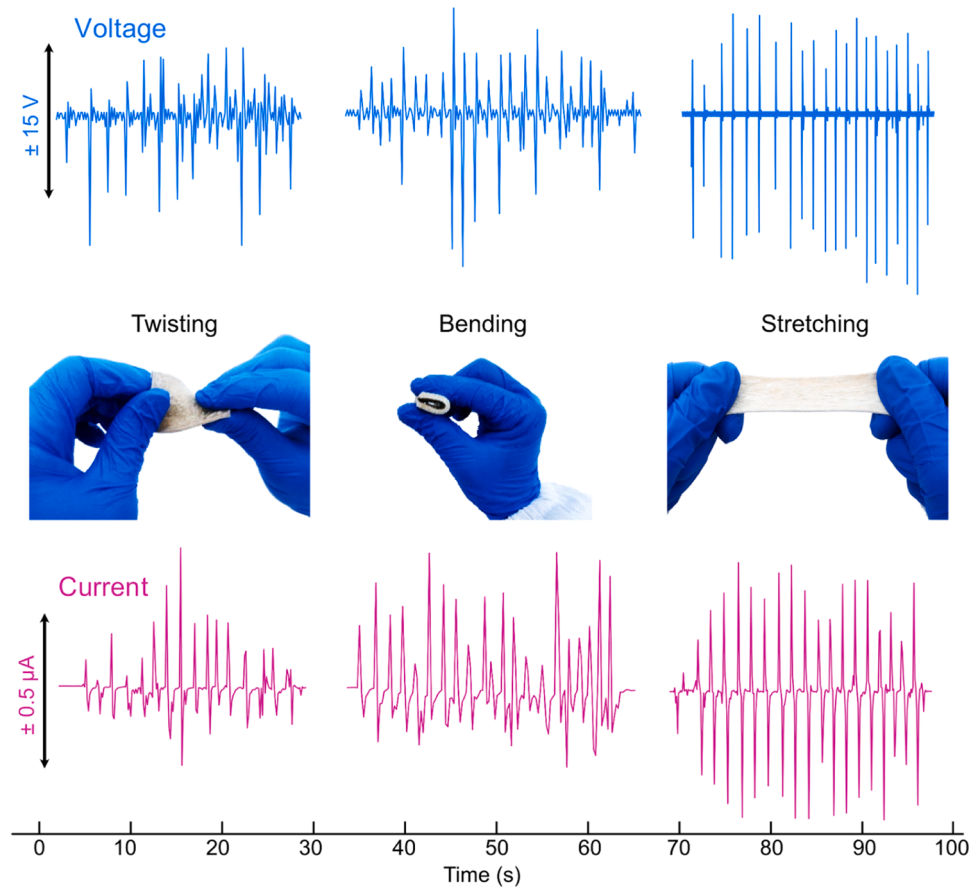 Voltage
± 15 V
Twisting
Bending
Stretching
Current
± 0.5 µA
0 10 20 30 40 50 60 70 80 90 100
Time (s)